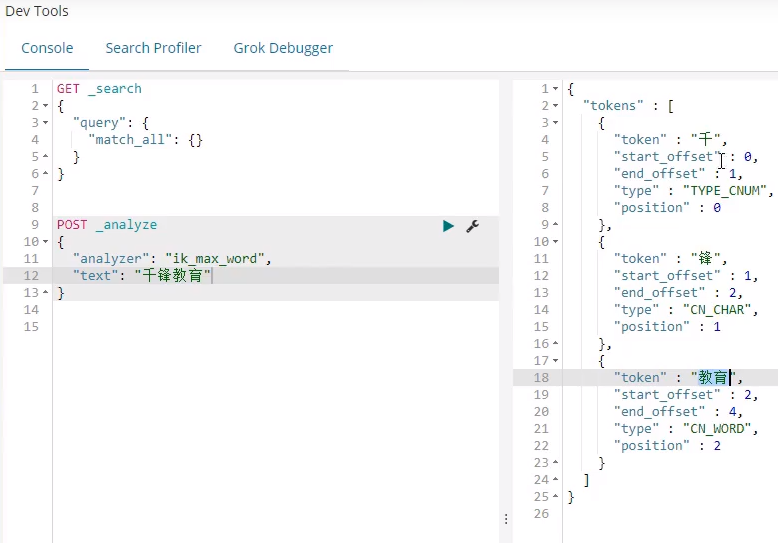 Dev Tools
Console Search Profiler Grok Debugger
1 GET _search
2 {
3 "query": {
4 "match_all": {}
5 }
6 }
7
8
9 POST _analyze
10 {
11 "analyzer": "ik_max_word",
12 "text": "千锋教育"
13 }
14
15
1 {
2 "tokens" : [
3 {
4 "token" : "千",
5 "start_offset" : 0,
6 "end_offset" : 1,
7 "type" : "TYPE_CNUM",
8 "position" : 0
9 },
10 {
11 "token" : "锋",
12 "start_offset" : 1,
13 "end_offset" : 2,
14 "type" : "CN_CHAR",
15 "position" : 1
16 },
17 {
18 "token" : "教育",
19 "start_offset" : 2,
20 "end_offset" : 4,
21 "type" : "CN_WORD",
22 "position" : 2
23 }
24 ]
25 }
26